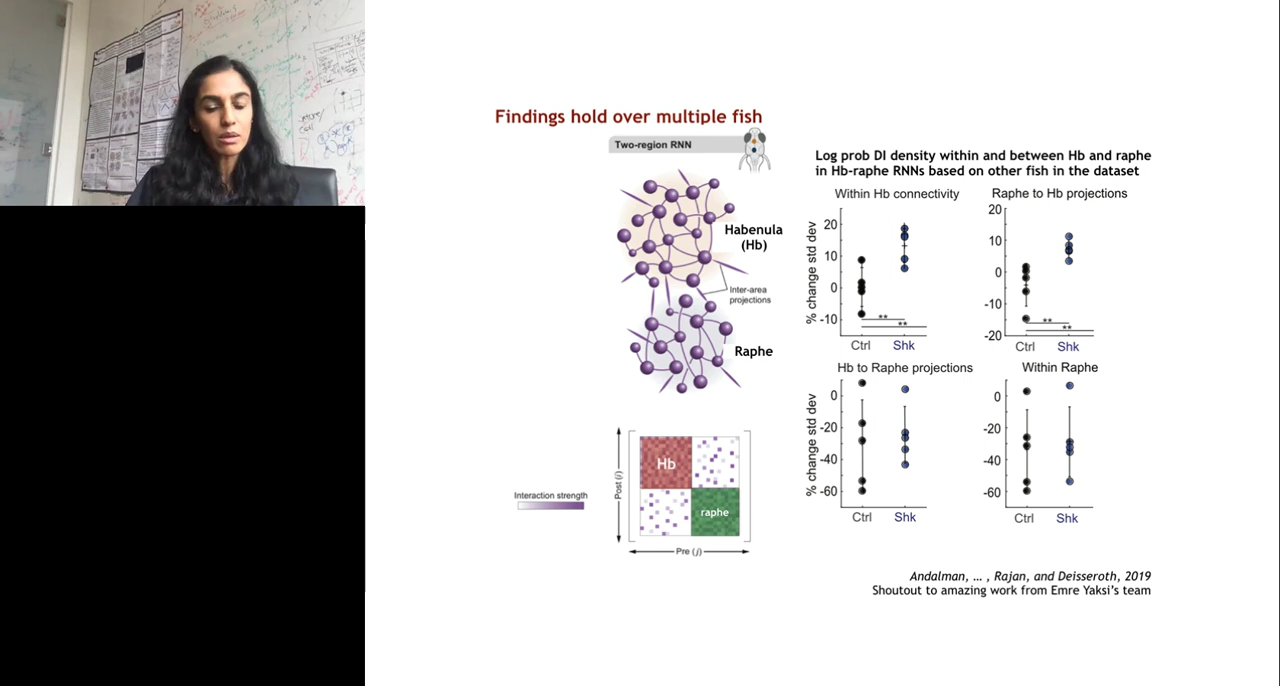 Findings hold over multiple fish
Two-region RNN
Habenula
(Hb)
Inter-area
projections
Raphe
Interaction strength
Post (i)
Hb
raphe
Pre (j)
Log prob DI density within and between Hb and raphe
in Hb-raphe RNNs based on other fish in the dataset
Within Hb connectivity
% change std dev
20
10
0
-10
**
**
Ctrl
Shk
Raphe to Hb projections
20
10
0
-10
-20
**
**
Ctrl
Shk
Hb to Raphe projections
% change std dev
0
-20
-40
-60
Ctrl
Shk
Within Raphe
0
-20
-40
-60
Ctrl
Shk
Andalman, … , Rajan, and Deisseroth, 2019
Shoutout to amazing work from Emre Yaksi's team